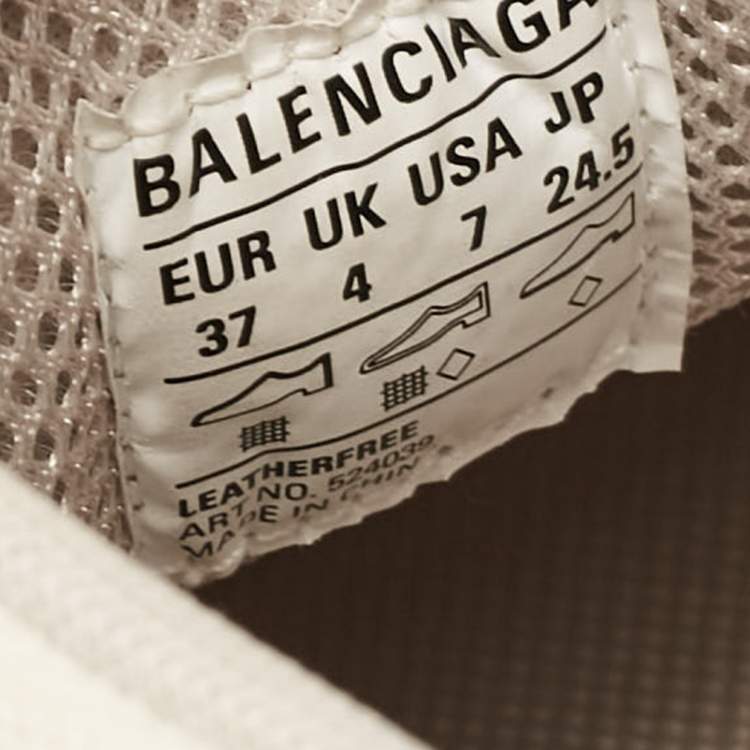 BALENCIAGA
EUR UK USA JP
37 4 7 24.5
LEATHERFREE
ART NO. 524039
MADE IN CHINA